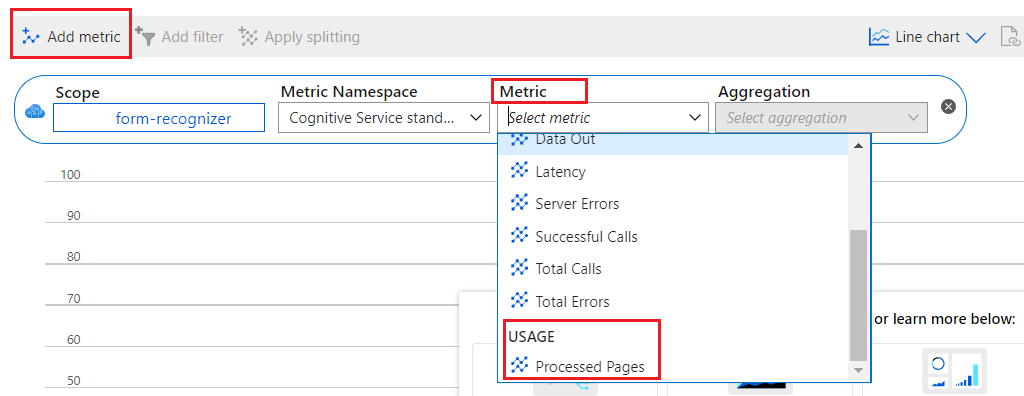 Add metric
Add filter
Apply splitting
Line chart
Scope
Metric Namespace
Metric
Aggregation
form-recognizer
Cognitive Service stand...
Select metric
Select aggregation
Data Out
Latency
Server Errors
Successful Calls
Total Calls
Total Errors
USAGE
Processed Pages
100
90
80
70
60
50
or learn more below: